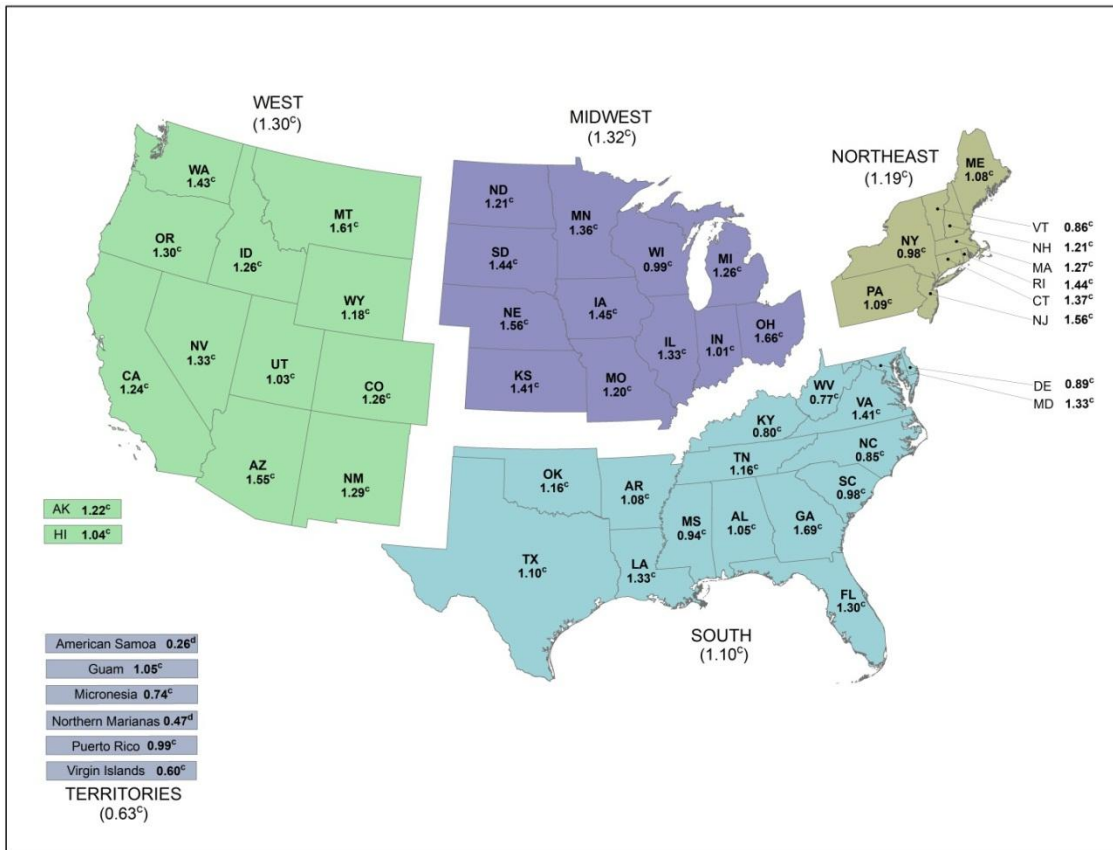 WEST
(1.30ᶜ)
WA
1.43ᶜ
MT
1.61ᶜ
OR
1.30ᶜ
ID
1.26ᶜ
WY
1.18ᶜ
NV
1.33ᶜ
UT
1.03ᶜ
CA
1.24ᶜ
CO
1.26ᶜ
AZ
1.55ᶜ
NM
1.29ᶜ
AK 1.22ᶜ
HI 1.04ᶜ
MIDWEST
(1.32ᶜ)
ND
1.21ᶜ
MN
1.36ᶜ
SD
1.44ᶜ
WI
0.99ᶜ
MI
1.26ᶜ
NE
1.56ᶜ
IA
1.45ᶜ
IL
1.33ᶜ
IN
1.01ᶜ
OH
1.66ᶜ
KS
1.41ᶜ
MO
1.20ᶜ
NORTHEAST
(1.19ᶜ)
ME
1.08ᶜ
NY
0.98ᶜ
PA
1.09ᶜ
VT 0.86ᶜ
NH 1.21ᶜ
MA 1.27ᶜ
RI 1.44ᶜ
CT 1.37ᶜ
NJ 1.56ᶜ
DE 0.89ᶜ
MD 1.33ᶜ
WV
0.77ᶜ
VA
1.41ᶜ
KY
0.80ᶜ
NC
0.85ᶜ
TN
1.16ᶜ
OK
1.16ᶜ
AR
1.08ᶜ
SC
0.98ᶜ
MS
0.94ᶜ
AL
1.05ᶜ
GA
1.69ᶜ
TX
1.10ᶜ
LA
1.33ᶜ
FL
1.30ᶜ
SOUTH
(1.10ᶜ)
American Samoa 0.26ᵈ
Guam 1.05ᶜ
Micronesia 0.74ᶜ
Northern Marianas 0.47ᵈ
Puerto Rico 0.99ᶜ
Virgin Islands 0.60ᶜ
TERRITORIES
(0.63ᶜ)